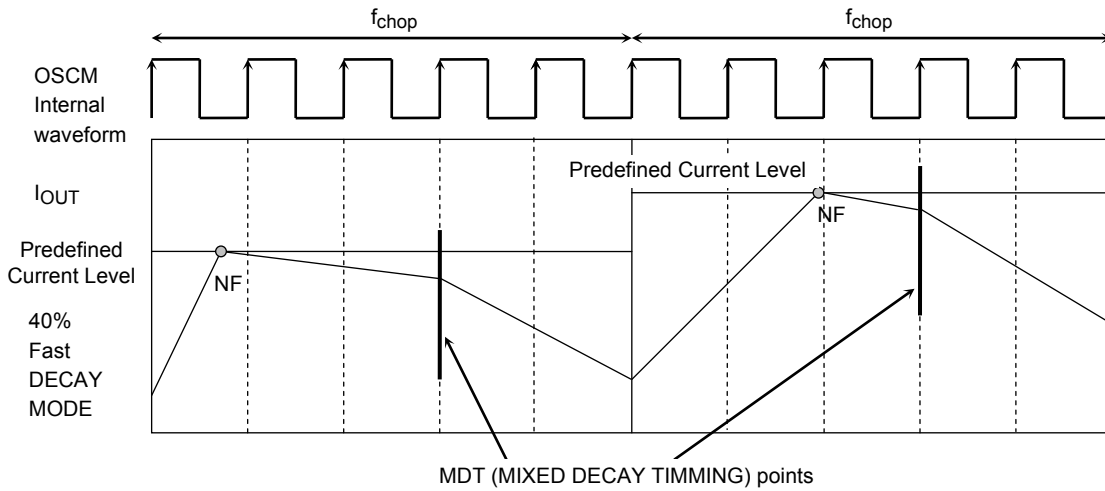 fchop
fchop
OSCM
Internal
waveform
IOUT
Predefined Current Level
NF
Predefined
Current Level
NF
40%
Fast
DECAY
MODE
MDT (MIXED DECAY TIMMING) points